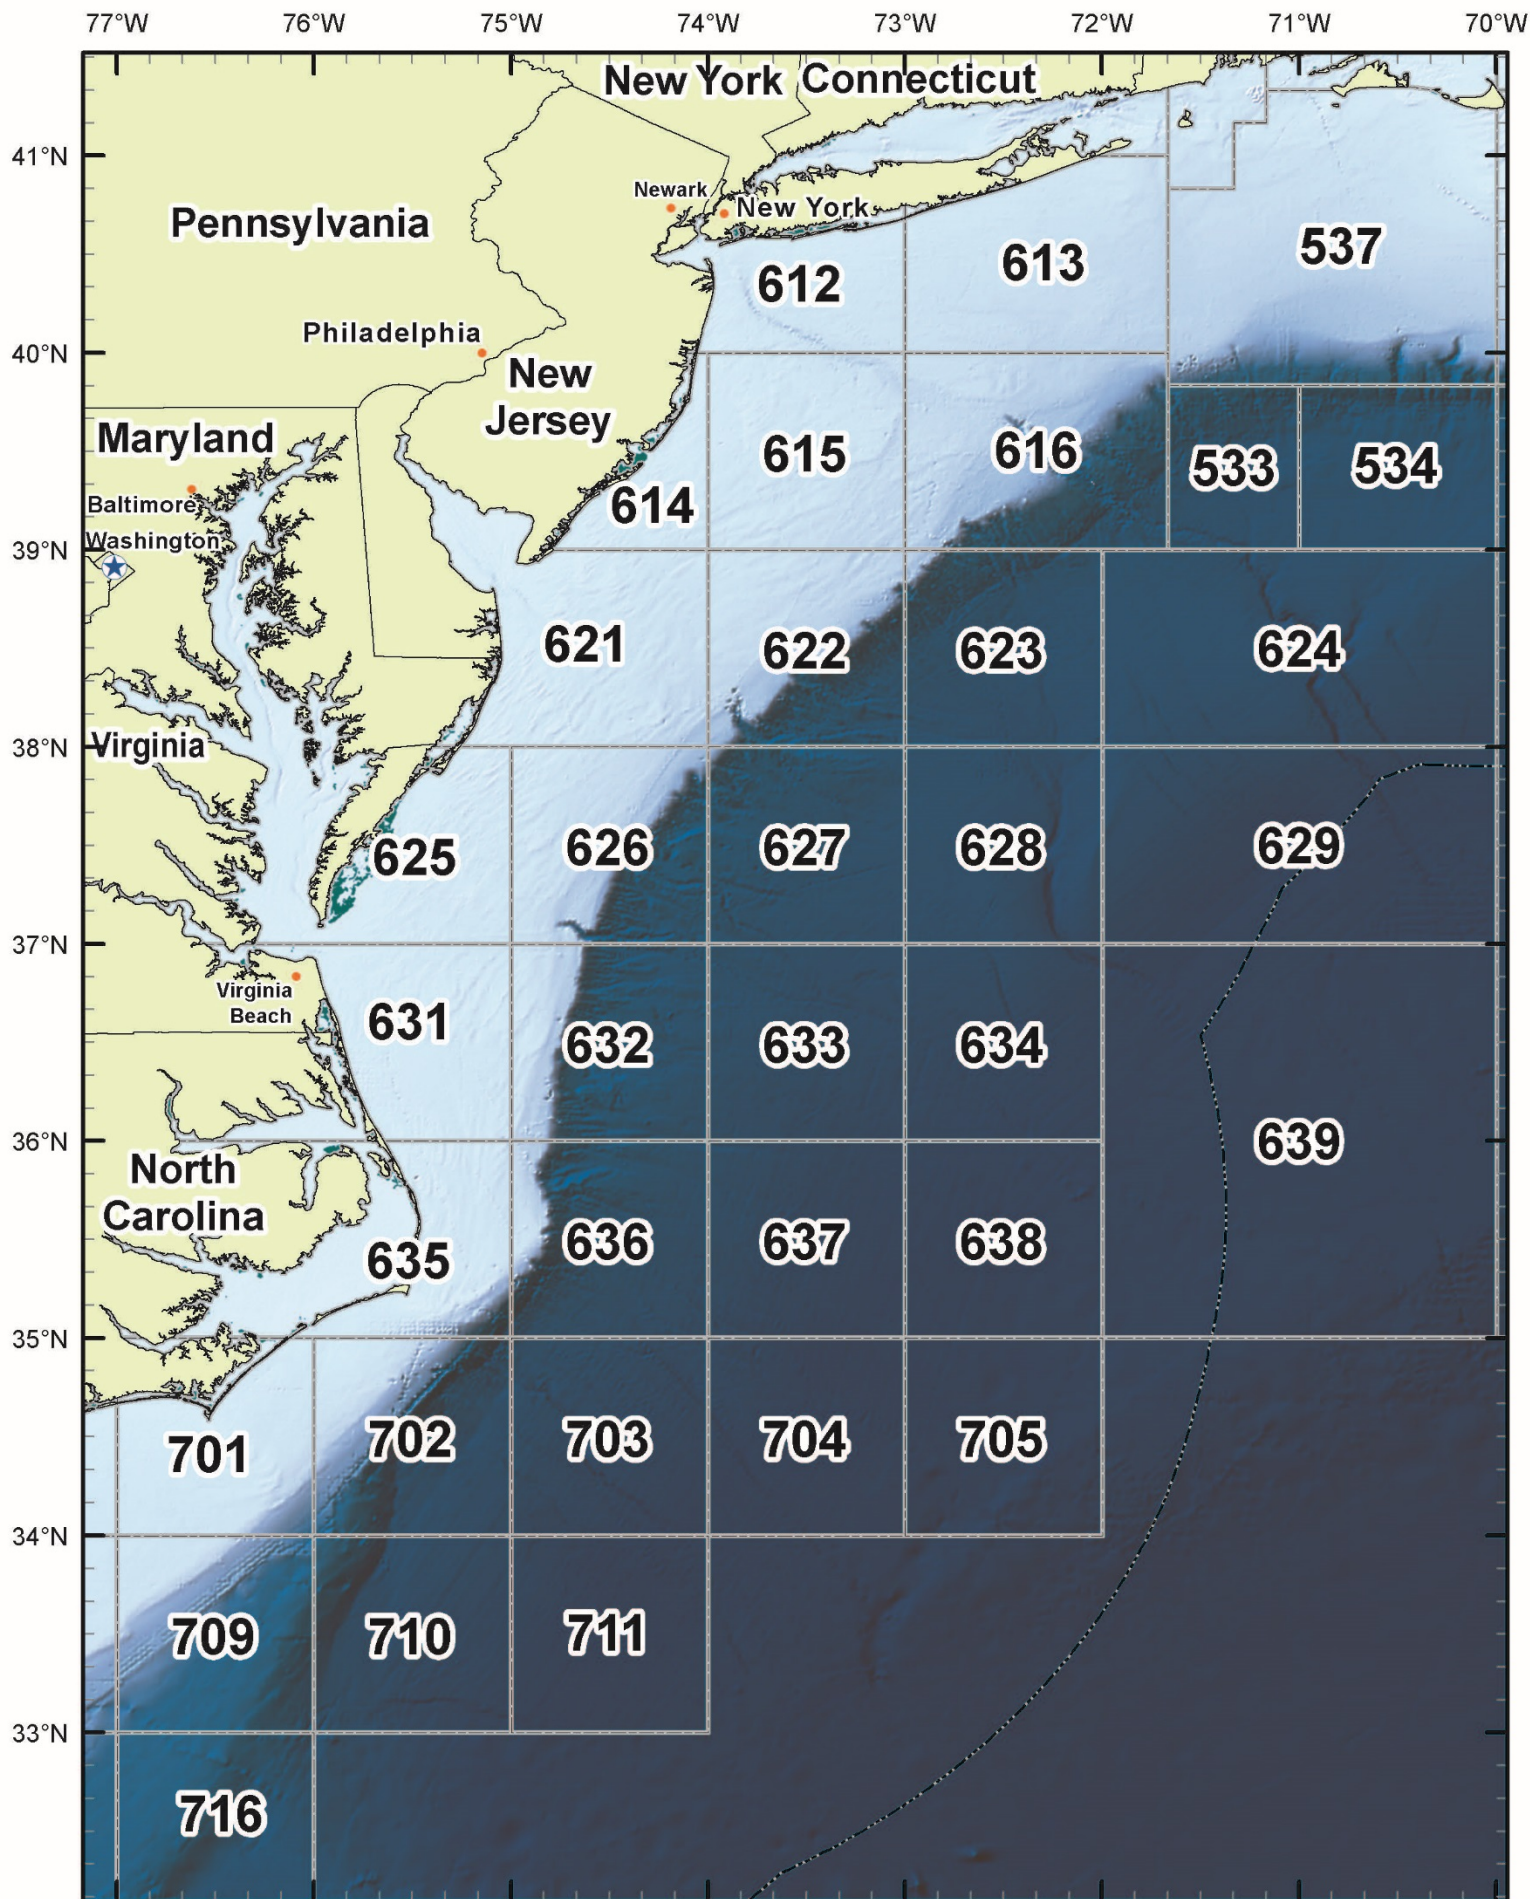 77°W 76°W 75°W 74°W 73°W 72°W 71°W 70°W
New York Connecticut
41°N
Newark
New York
Pennsylvania
537
613
612
Philadelphia
40°N
New
Jersey
Maryland
615
616
533
534
Baltimore
614
Washington
39°N
621
622
623
624
38°N
Virginia
625
626
627
628
629
37°N
Virginia
Beach
631
632
633
634
36°N
639
North
Carolina
635
636
637
638
35°N
701
702
703
704
705
34°N
709
710
711
33°N
716